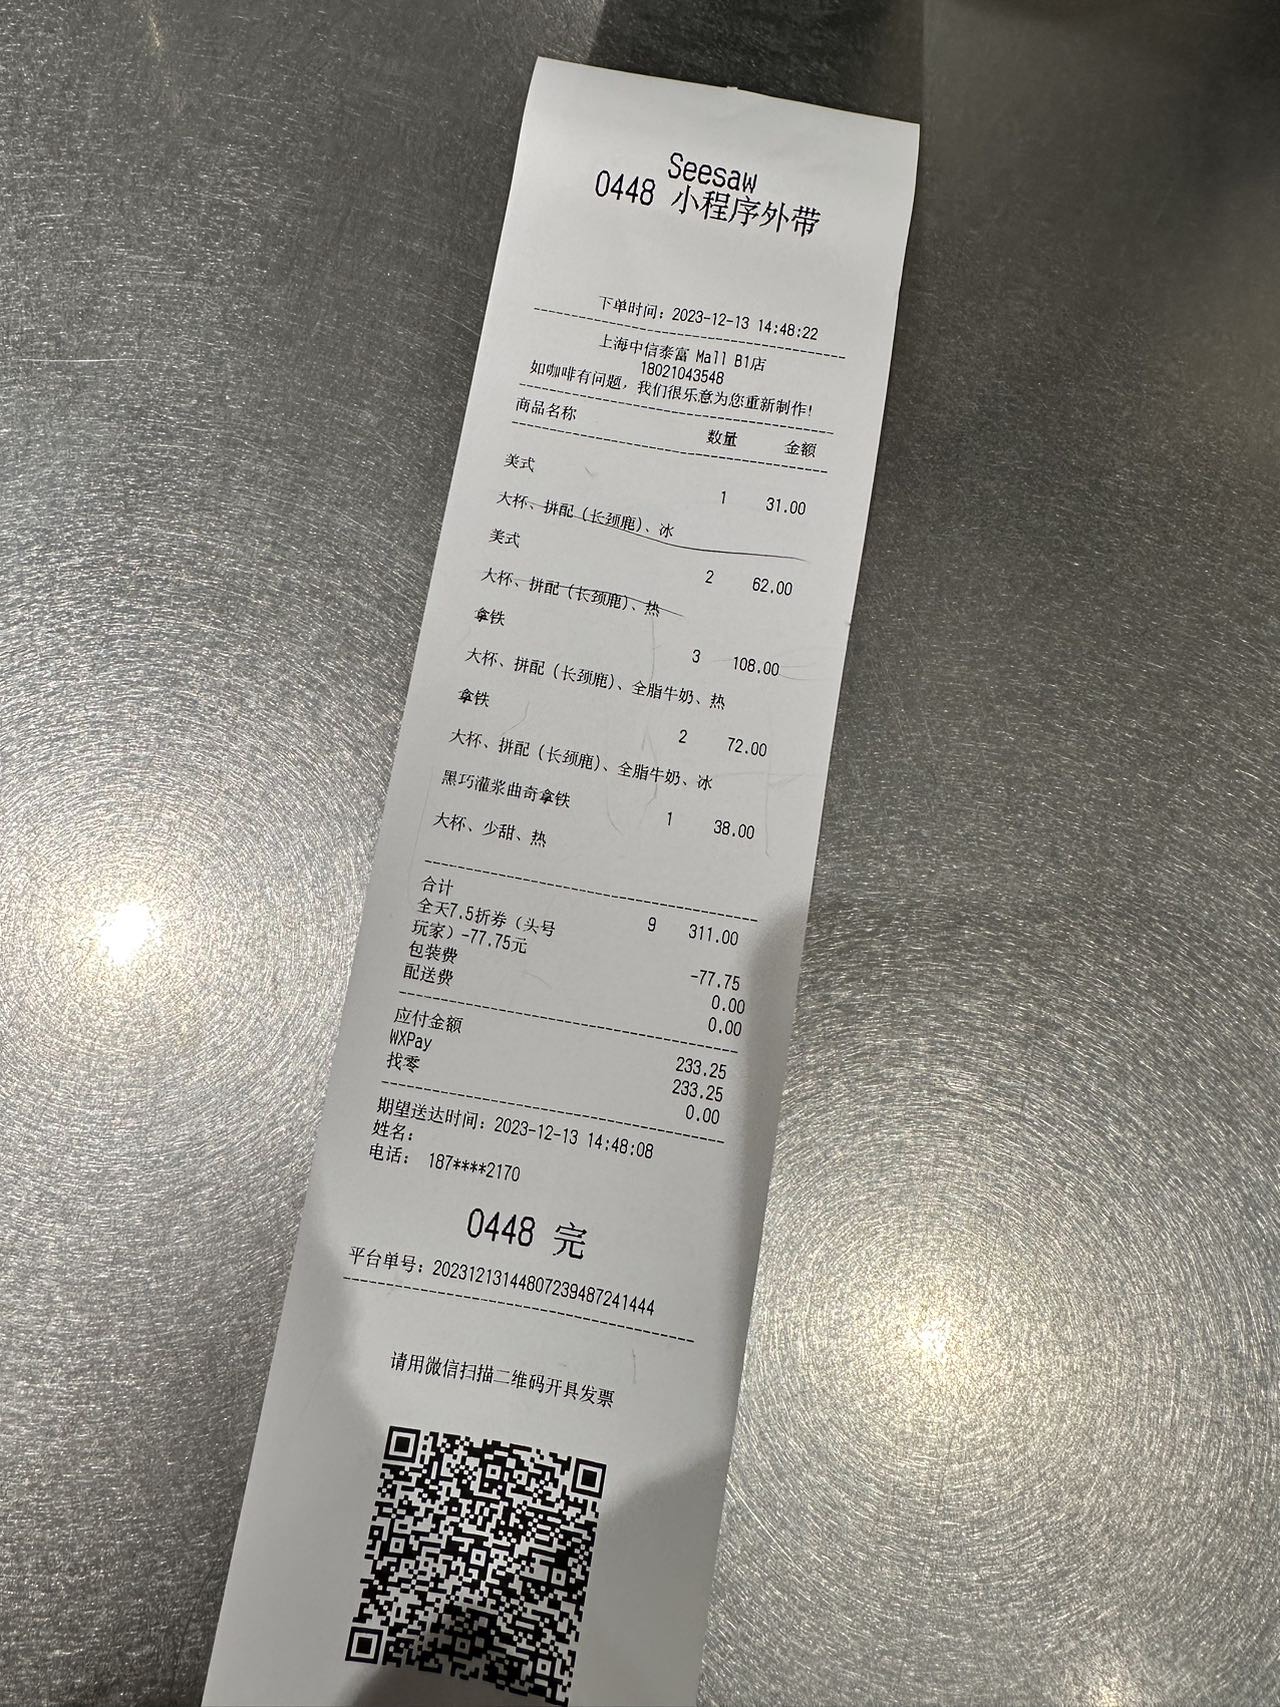 Seesaw
0448 小程序外带
下单时间：2023-12-13 14:48:22
上海中信泰富 Mall B1店
18021043548
如咖啡有问题，我们很乐意为您重新制作！
商品名称 数量 金额
美式
1 31.00
大杯、拼配（长颈鹿）、冰
美式
2 62.00
大杯、拼配（长颈鹿）、热
拿铁
3 108.00
大杯、拼配（长颈鹿）、全脂牛奶、热
拿铁
2 72.00
大杯、拼配（长颈鹿）、全脂牛奶、冰
黑巧灌浆曲奇拿铁
1 38.00
大杯、少甜、热
合计 9 311.00
全天7.5折券（头号
玩家）-77.75元 -77.75
包装费 0.00
配送费 0.00
应付金额 233.25
WXPay 233.25
找零 0.00
期望送达时间：2023-12-13 14:48:08
姓名：
电话： 187****2170
0448 完
平台单号：20231213144807239487241444
请用微信扫描二维码开具发票